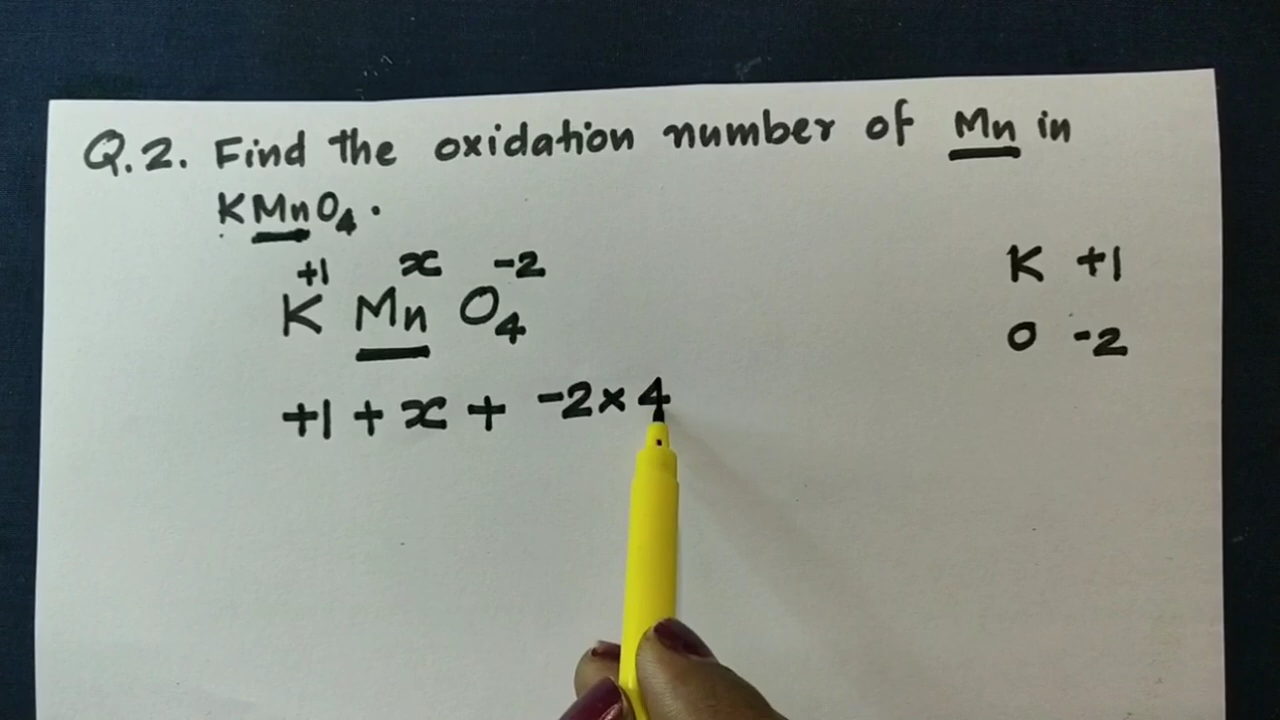 Q.2. Find the oxidation number of Mn in
KMnO₄.
+1 x -2
K Mn O₄
+1 + x + -2×4
K +1
O -2